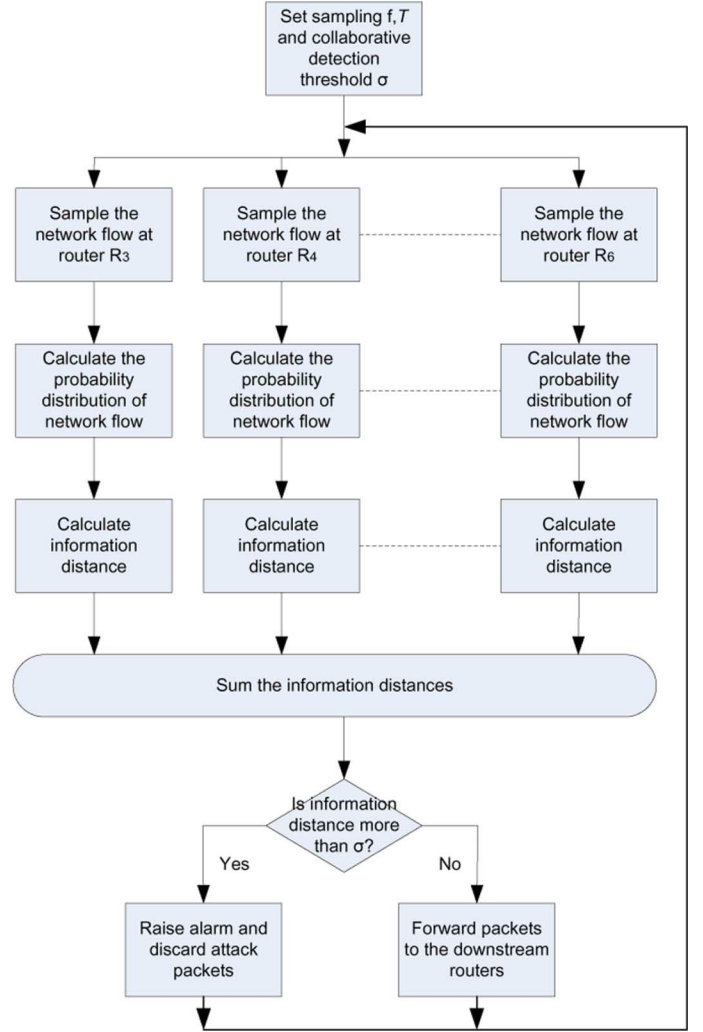 Set sampling f,T
and collaborative
detection
threshold σ
Sample the
network flow at
router R3
Sample the
network flow at
router R4
Sample the
network flow at
router R6
Calculate the
probability
distribution of
network flow
Calculate the
probability
distribution of
network flow
Calculate the
probability
distribution of
network flow
Calculate
information
distance
Calculate
information
distance
Calculate
information
distance
Sum the information distances
Is information
distance more
than σ?
Yes
No
Raise alarm and
discard attack
packets
Forward packets
to the downstream
routers